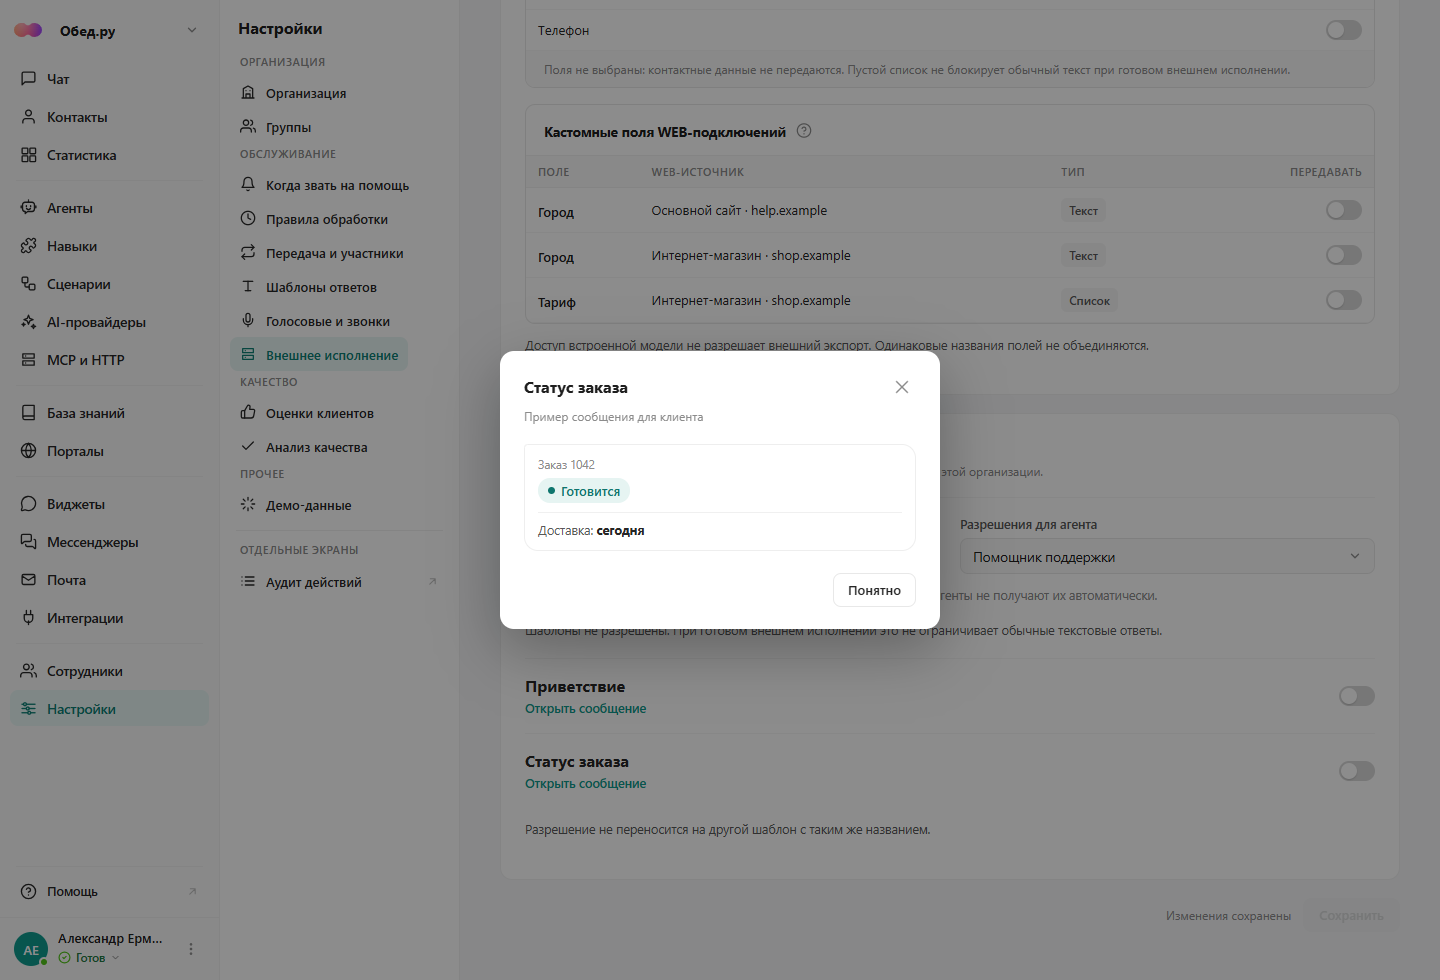 Обед.ру
Чат
Контакты
Статистика
Агенты
Навыки
Сценарии
AI-провайдеры
MCP и HTTP
База знаний
Порталы
Виджеты
Мессенджеры
Почта
Интеграции
Сотрудники
Настройки
Помощь
АЕ
Александр Ерм...
Готов
Настройки
ОРГАНИЗАЦИЯ
Организация
Группы
ОБСЛУЖИВАНИЕ
Когда звать на помощь
Правила обработки
Передача и участники
Шаблоны ответов
Голосовые и звонки
Внешнее исполнение
КАЧЕСТВО
Оценки клиентов
Анализ качества
ПРОЧЕЕ
Демо-данные
ОТДЕЛЬНЫЕ ЭКРАНЫ
Аудит действий
Телефон
Поля не выбраны: контактные данные не передаются. Пустой список не блокирует обычный текст при готовом внешнем исполнении.
Кастомные поля WEB-подключений
ПОЛЕ WEB-ИСТОЧНИК ТИП ПЕРЕДАВАТЬ
Город Основной сайт · help.example Текст
Город Интернет-магазин · shop.example Текст
Тариф Интернет-магазин · shop.example Список
Доступ встроенной модели не разрешает внешний экспорт. Одинаковые названия полей не объединяются.
Статус заказа
Пример сообщения для клиента
Заказ 1042
Готовится
Доставка: сегодня
Понятно
этой организации.
Разрешения для агента
Помощник поддержки
не получают их автоматически.
Шаблоны не разрешены. При готовом внешнем исполнении это не ограничивает обычные текстовые ответы.
Приветствие
Открыть сообщение
Статус заказа
Открыть сообщение
Разрешение не переносится на другой шаблон с таким же названием.
Изменения сохранены
Сохранить